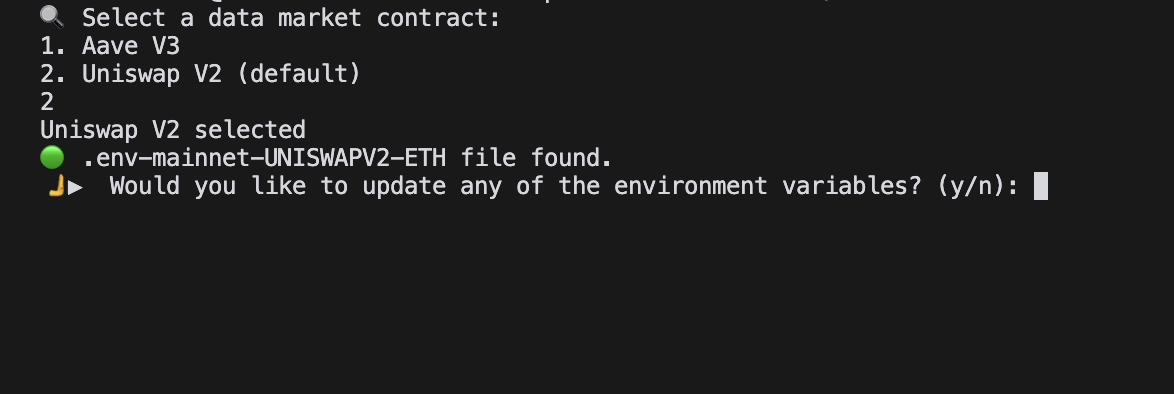 🔍 Select a data market contract:
1. Aave V3
2. Uniswap V2 (default)
2
Uniswap V2 selected
🟢 .env-mainnet-UNISWAPV2-ETH file found.
🫸▶ Would you like to update any of the environment variables? (y/n):